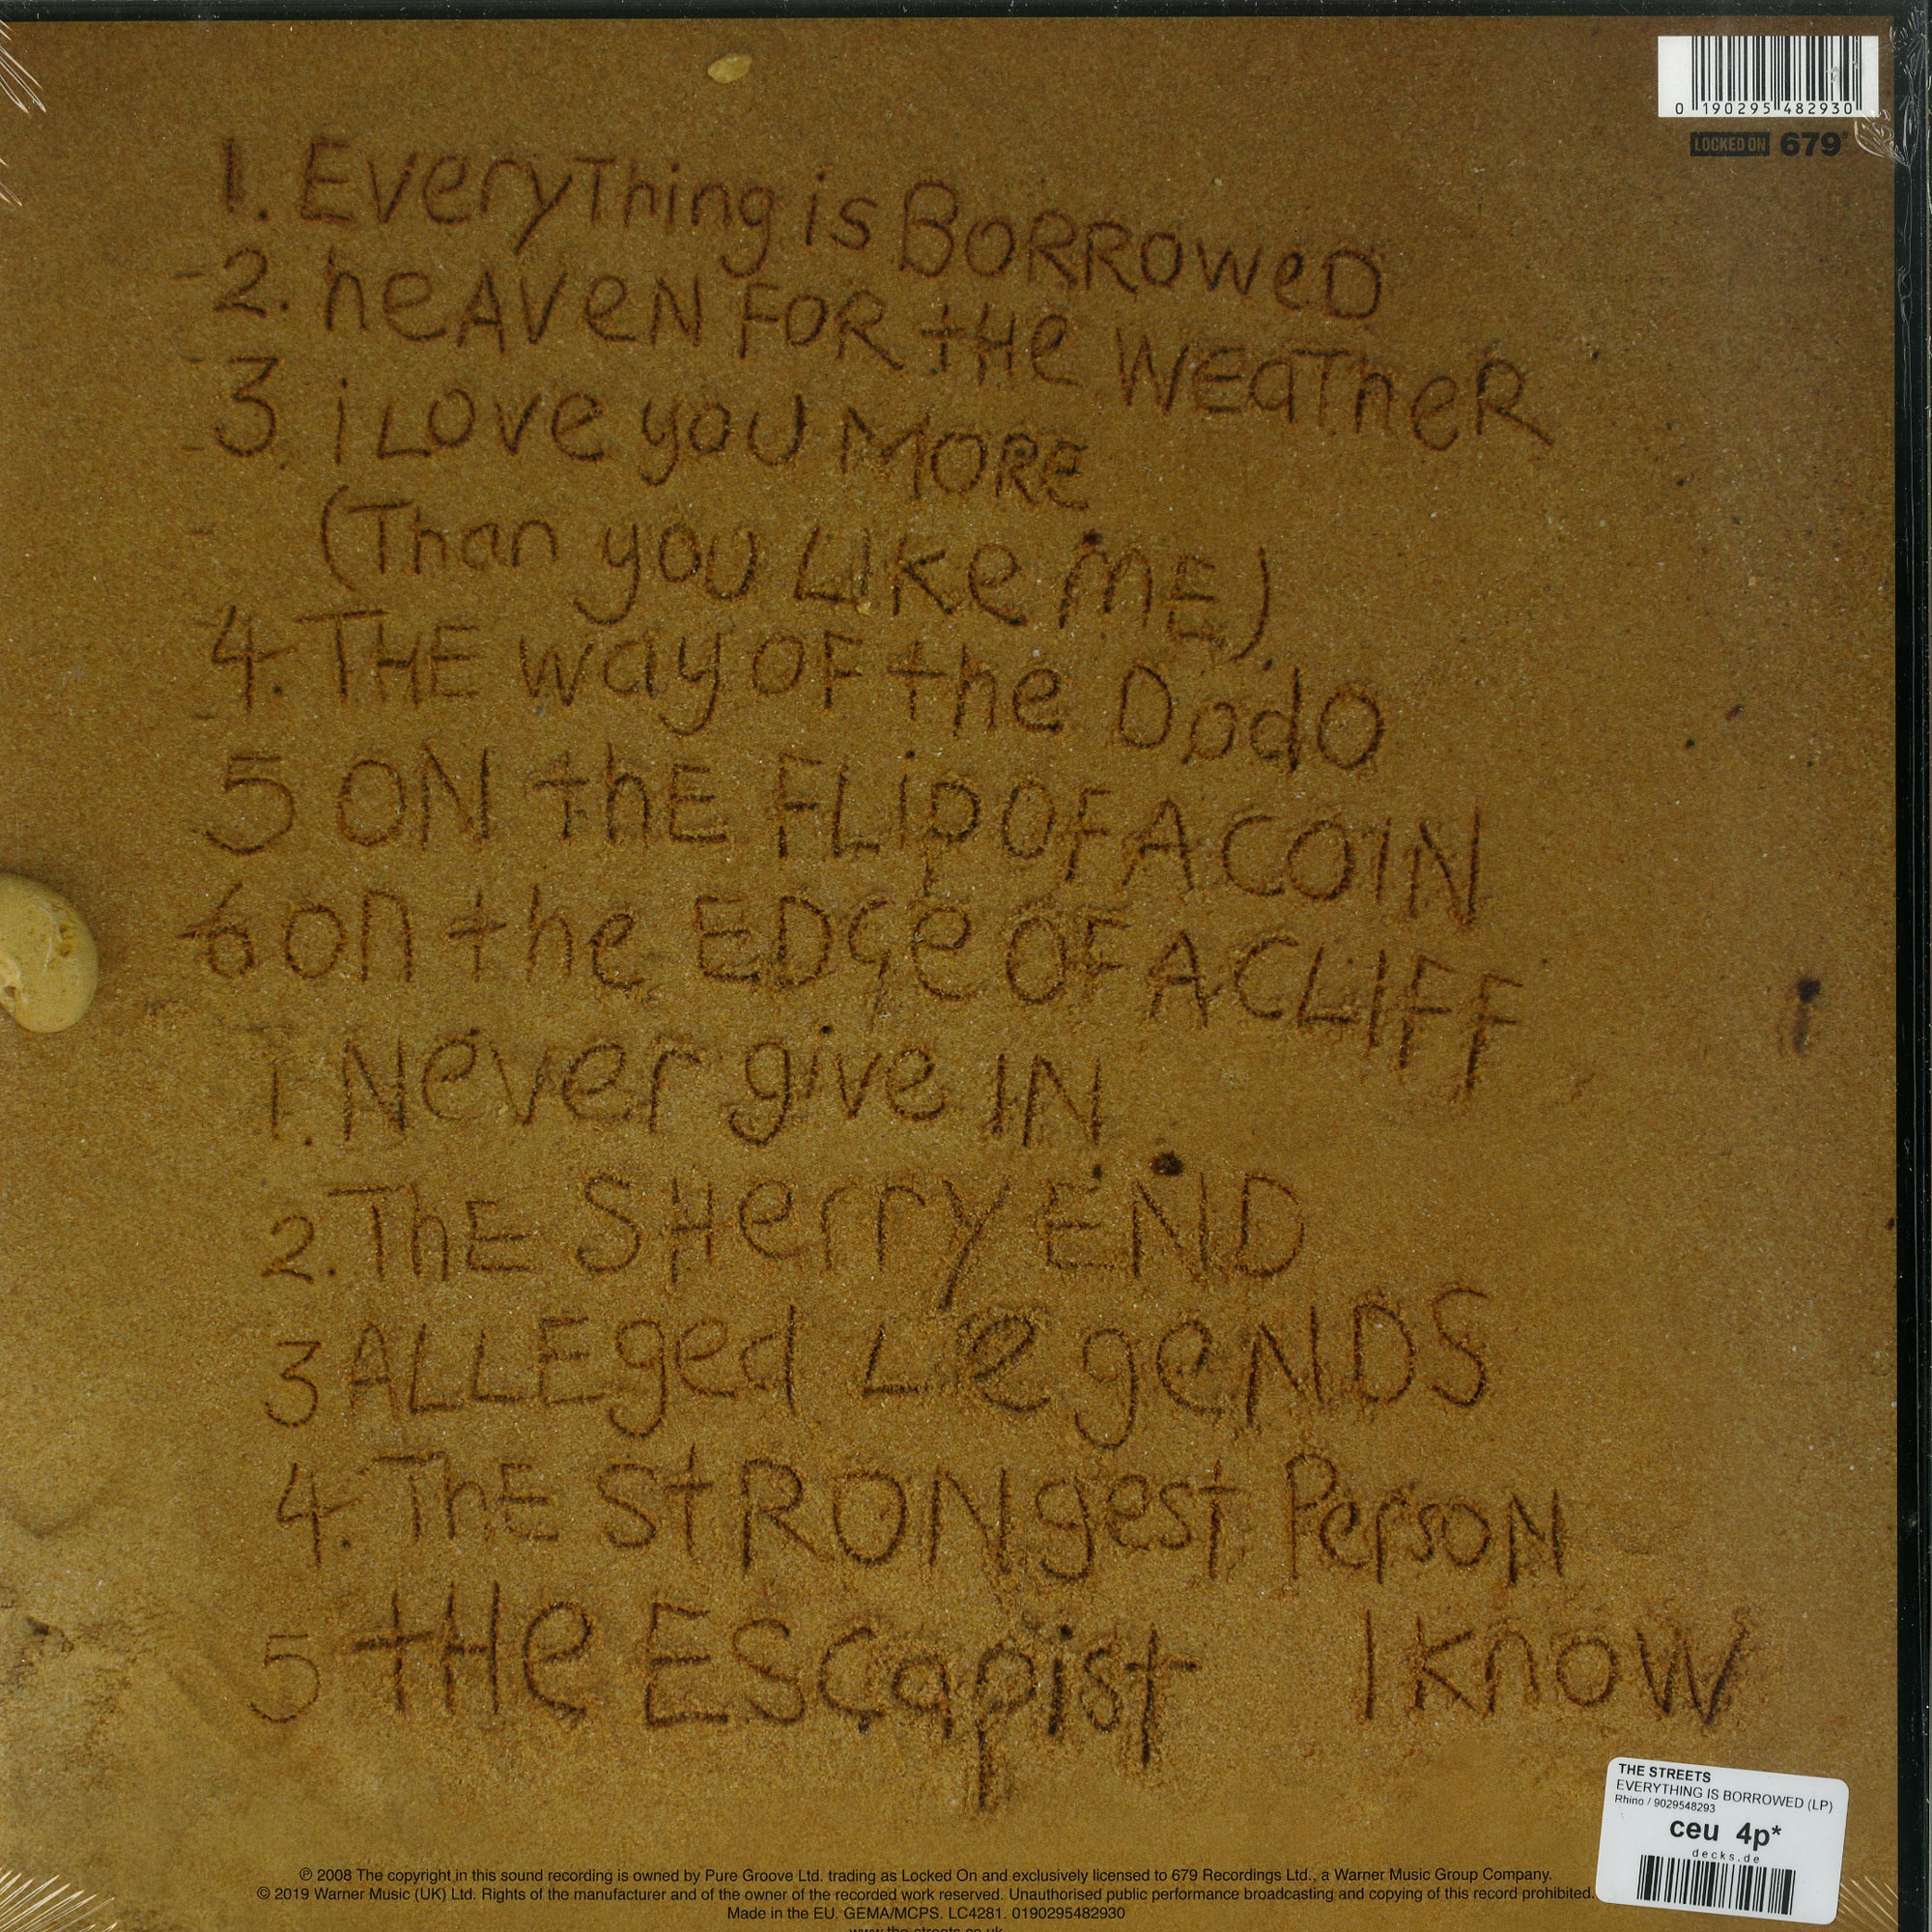 0 190295 482930
LOCKED ON 679
1. EveryThing is BoRRoweD
2. heAVeN FOR tHe WEaTheR
3. i Love you MORE
(Than you Like ME).
4. THE way OF the DodO
5 ON thE FLip OF A COIN
6 on the EDGe OF A CLIFF
1. Never give IN
2. ThE SHerry END
3 ALLEged LegeNDS
4. ThE StRONgest PersoN
I know
5 tHe EScapist
THE STREETS
EVERYTHING IS BORROWED (LP)
Rhino / 9029548293
ceu 4p*
decks.de
℗ 2008 The copyright in this sound recording is owned by Pure Groove Ltd. trading as Locked On and exclusively licensed to 679 Recordings Ltd., a Warner Music Group Company.
© 2019 Warner Music (UK) Ltd. Rights of the manufacturer and of the owner of the recorded work reserved. Unauthorised public performance broadcasting and copying of this record prohibited.
Made in the EU. GEMA/MCPS. LC4281. 0190295482930
www.the-streets.co.uk